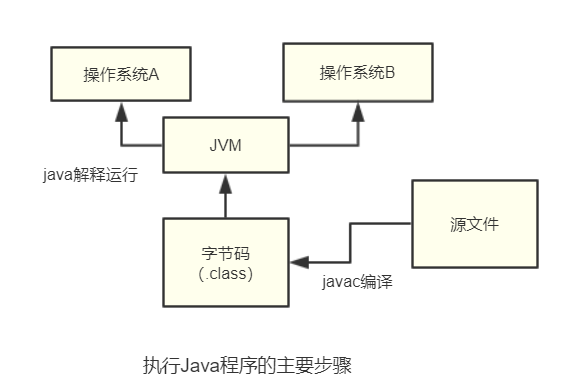 操作系统A
操作系统B
JVM
java解释运行
源文件
字节码
（.class）
javac编译
执行Java程序的主要步骤